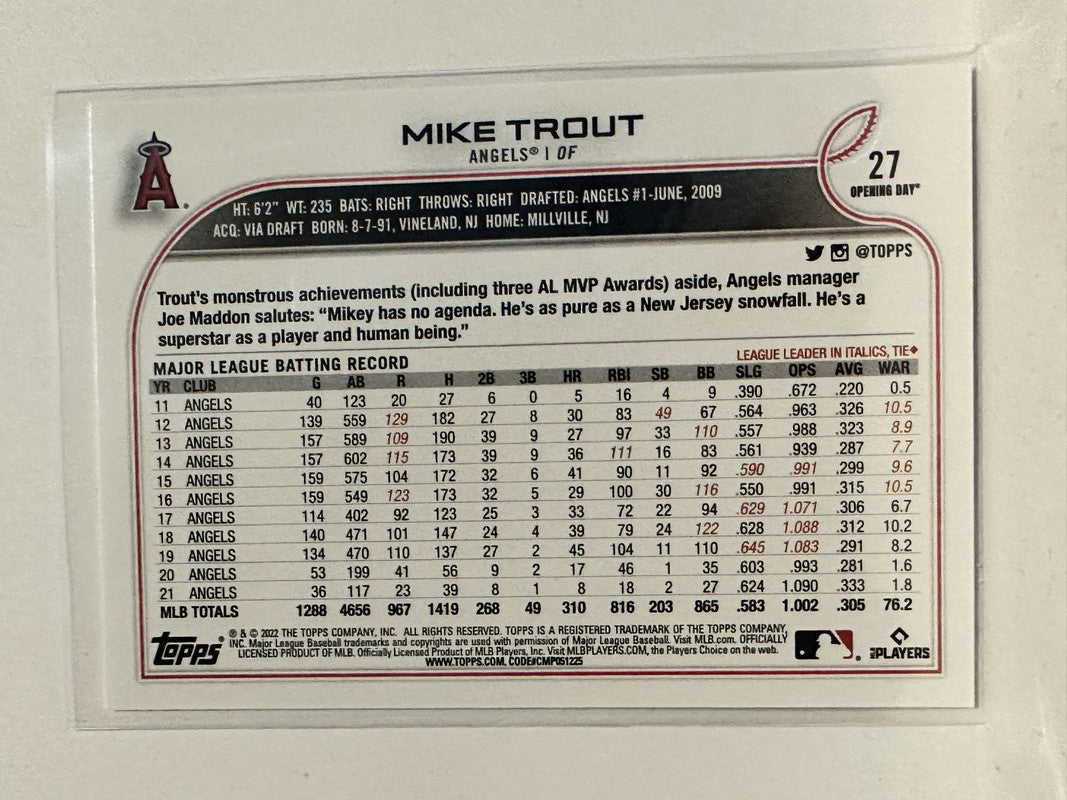 MIKE TROUT
ANGELS® | OF
27
OPENING DAY®
HT: 6'2" WT: 235 BATS: RIGHT THROWS: RIGHT DRAFTED: ANGELS #1-JUNE, 2009
ACQ: VIA DRAFT BORN: 8-7-91, VINELAND, NJ HOME: MILLVILLE, NJ
@TOPPS
Trout's monstrous achievements (including three AL MVP Awards) aside, Angels manager
Joe Maddon salutes: “Mikey has no agenda. He's as pure as a New Jersey snowfall. He's a
superstar as a player and human being.”
MAJOR LEAGUE BATTING RECORD LEAGUE LEADER IN ITALICS, TIE◆
YR CLUB G AB R H 2B 3B HR RBI SB BB SLG OPS AVG WAR
11 ANGELS 40 123 20 27 6 0 5 16 4 9 .390 .672 .220 0.5
12 ANGELS 139 559 129 182 27 8 30 83 49 67 .564 .963 .326 10.5
13 ANGELS 157 589 109 190 39 9 27 97 33 110 .557 .988 .323 8.9
14 ANGELS 157 602 115 173 39 9 36 111 16 83 .561 .939 .287 7.7
15 ANGELS 159 575 104 172 32 6 41 90 11 92 .590 .991 .299 9.6
16 ANGELS 159 549 123 173 32 5 29 100 30 116 .550 .991 .315 10.5
17 ANGELS 114 402 92 123 25 3 33 72 22 94 .629 1.071 .306 6.7
18 ANGELS 140 471 101 147 24 4 39 79 24 122 .628 1.088 .312 10.2
19 ANGELS 134 470 110 137 27 2 45 104 11 110 .645 1.083 .291 8.2
20 ANGELS 53 199 41 56 9 2 17 46 1 35 .603 .993 .281 1.6
21 ANGELS 36 117 23 39 8 1 8 18 2 27 .624 1.090 .333 1.8
MLB TOTALS 1288 4656 967 1419 268 49 310 816 203 865 .583 1.002 .305 76.2
Topps ® & © 2022 THE TOPPS COMPANY, INC. ALL RIGHTS RESERVED. TOPPS IS A REGISTERED TRADEMARK OF THE TOPPS COMPANY,
INC. Major League Baseball trademarks and copyrights are used with permission of Major League Baseball. Visit MLB.com. OFFICIALLY
LICENSED PRODUCT OF MLB. Officially Licensed Product of MLB Players, Inc. Visit MLBPLAYERS.COM, the Players Choice on the web.
WWW.TOPPS.COM. CODE#CMP051225
MLB PLAYERS